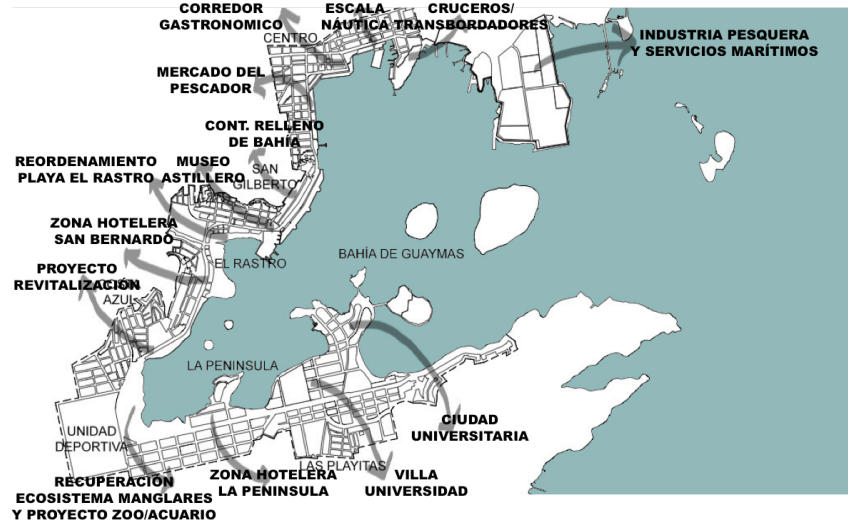 CORREDOR
GASTRONOMICO
ESCALA
NÁUTICA
CRUCEROS/
TRANSBORDADORES
INDUSTRIA PESQUERA
Y SERVICIOS MARÍTIMOS
CENTRO
MERCADO DEL
PESCADOR
CONT. RELLENO
DE BAHÍA
REORDENAMIENTO
PLAYA EL RASTRO
MUSEO
ASTILLERO
SAN
GILBERTO
ZONA HOTELERA
SAN BERNARDO
EL RASTRO
BAHÍA DE GUAYMAS
PROYECTO
REVITALIZACIÓN
COSTA
AZUL
LA PENINSULA
UNIDAD
DEPORTIVA
CIUDAD
UNIVERSITARIA
LAS PLAYITAS
RECUPERACIÓN
ECOSISTEMA MANGLARES
Y PROYECTO ZOO/ACUARIO
ZONA HOTELERA
LA PENINSULA
VILLA
UNIVERSIDAD